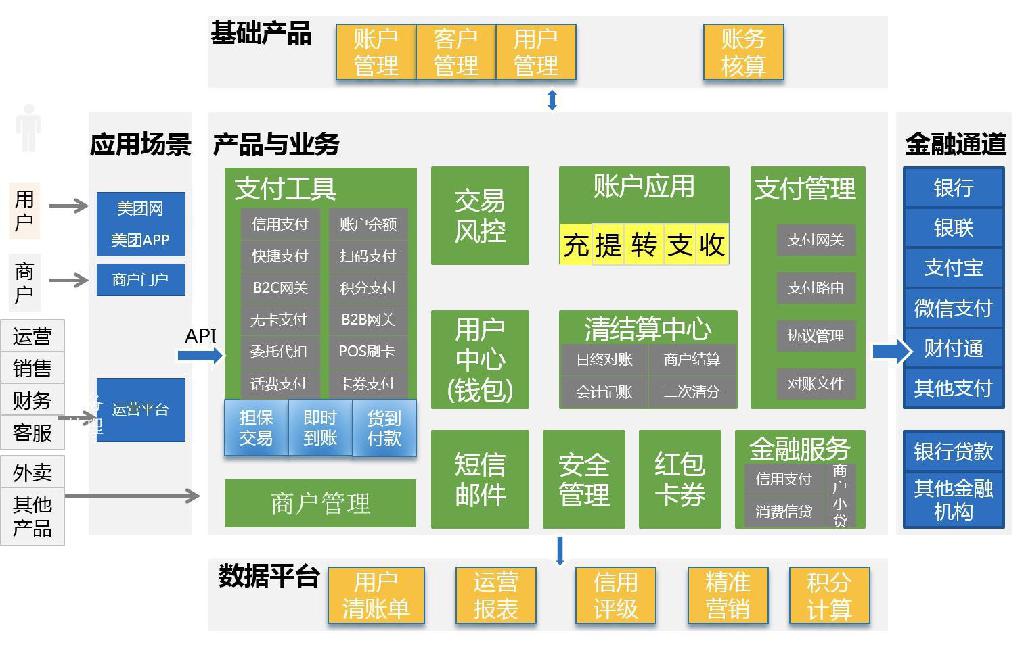 基础产品
账户
管理
客户
管理
用户
管理
账务
核算
用
户
商
户
运营
销售
财务
客服
外卖
其他
产品
应用场景
美团网
美团APP
商户门户
运营平台
API
产品与业务
支付工具
信用支付
账户余额
快捷支付
扫码支付
B2C网关
积分支付
无卡支付
B2B网关
委托代扣
POS刷卡
话费支付
卡券支付
担保
交易
即时
到账
货到
付款
商户管理
交易
风控
账户应用
充 提 转 支 收
支付管理
支付网关
支付路由
协议管理
对账文件
用户
中心
(钱包)
清结算中心
日终对账
商户结算
会计记账
二次清分
短信
邮件
安全
管理
红包
卡券
金融服务
信用支付
消费信贷
商
户
小
贷
金融通道
银行
银联
支付宝
微信支付
财付通
其他支付
银行贷款
其他金融
机构
数据平台
用户
清账单
运营
报表
信用
评级
精准
营销
积分
计算